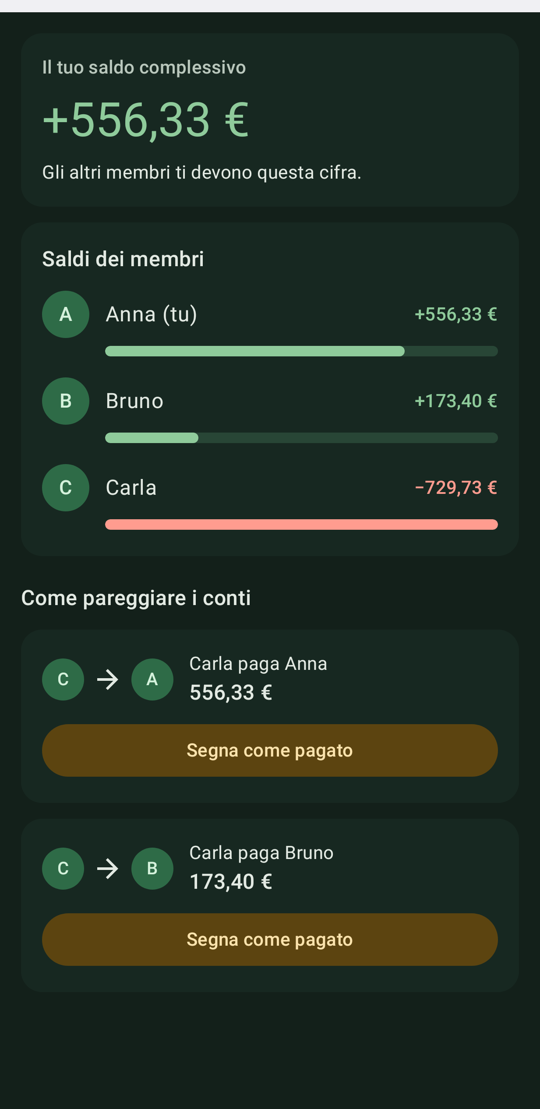 Il tuo saldo complessivo
+556,33 €
Gli altri membri ti devono questa cifra.
Saldi dei membri
A Anna (tu) +556,33 €
B Bruno +173,40 €
C Carla −729,73 €
Come pareggiare i conti
C → A Carla paga Anna
556,33 €
Segna come pagato
C → B Carla paga Bruno
173,40 €
Segna come pagato